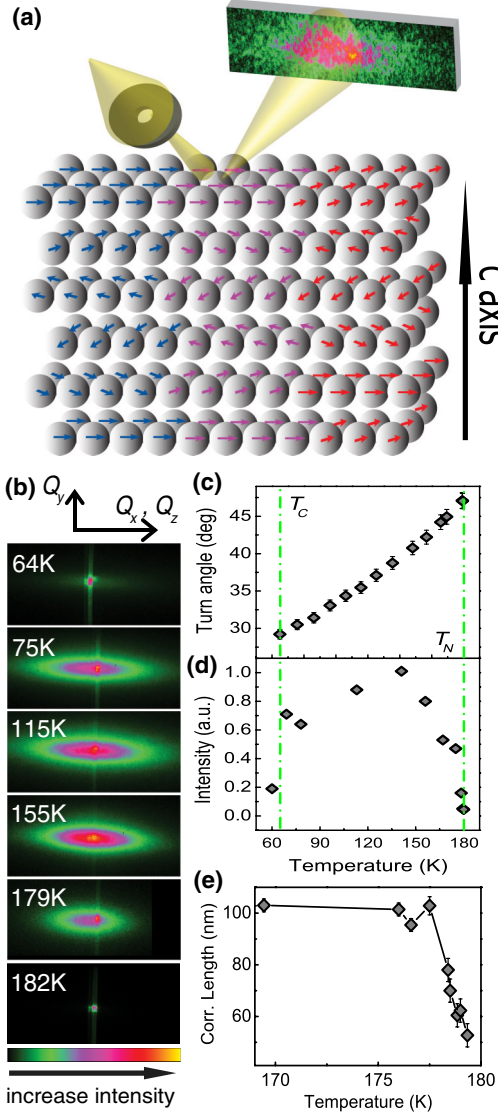 (a)
C axis
(b)
Q_y
Q_x , Q_z
64K
75K
115K
155K
179K
182K
increase intensity
(c)
T_C
45
40
35
30
Turn angle (deg)
T_N
(d)
1.0
0.8
0.6
0.4
0.2
0.0
Intensity (a.u.)
60 90 120 150 180
Temperature (K)
(e)
100
80
60
Corr. Length (nm)
170 175 180
Temperature (K)